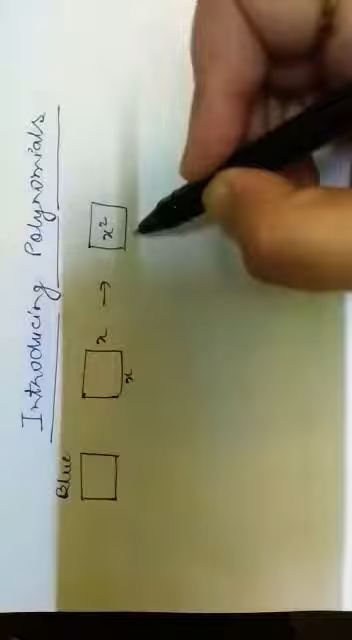 Introducing Polynomials
Blue
x → x²
x